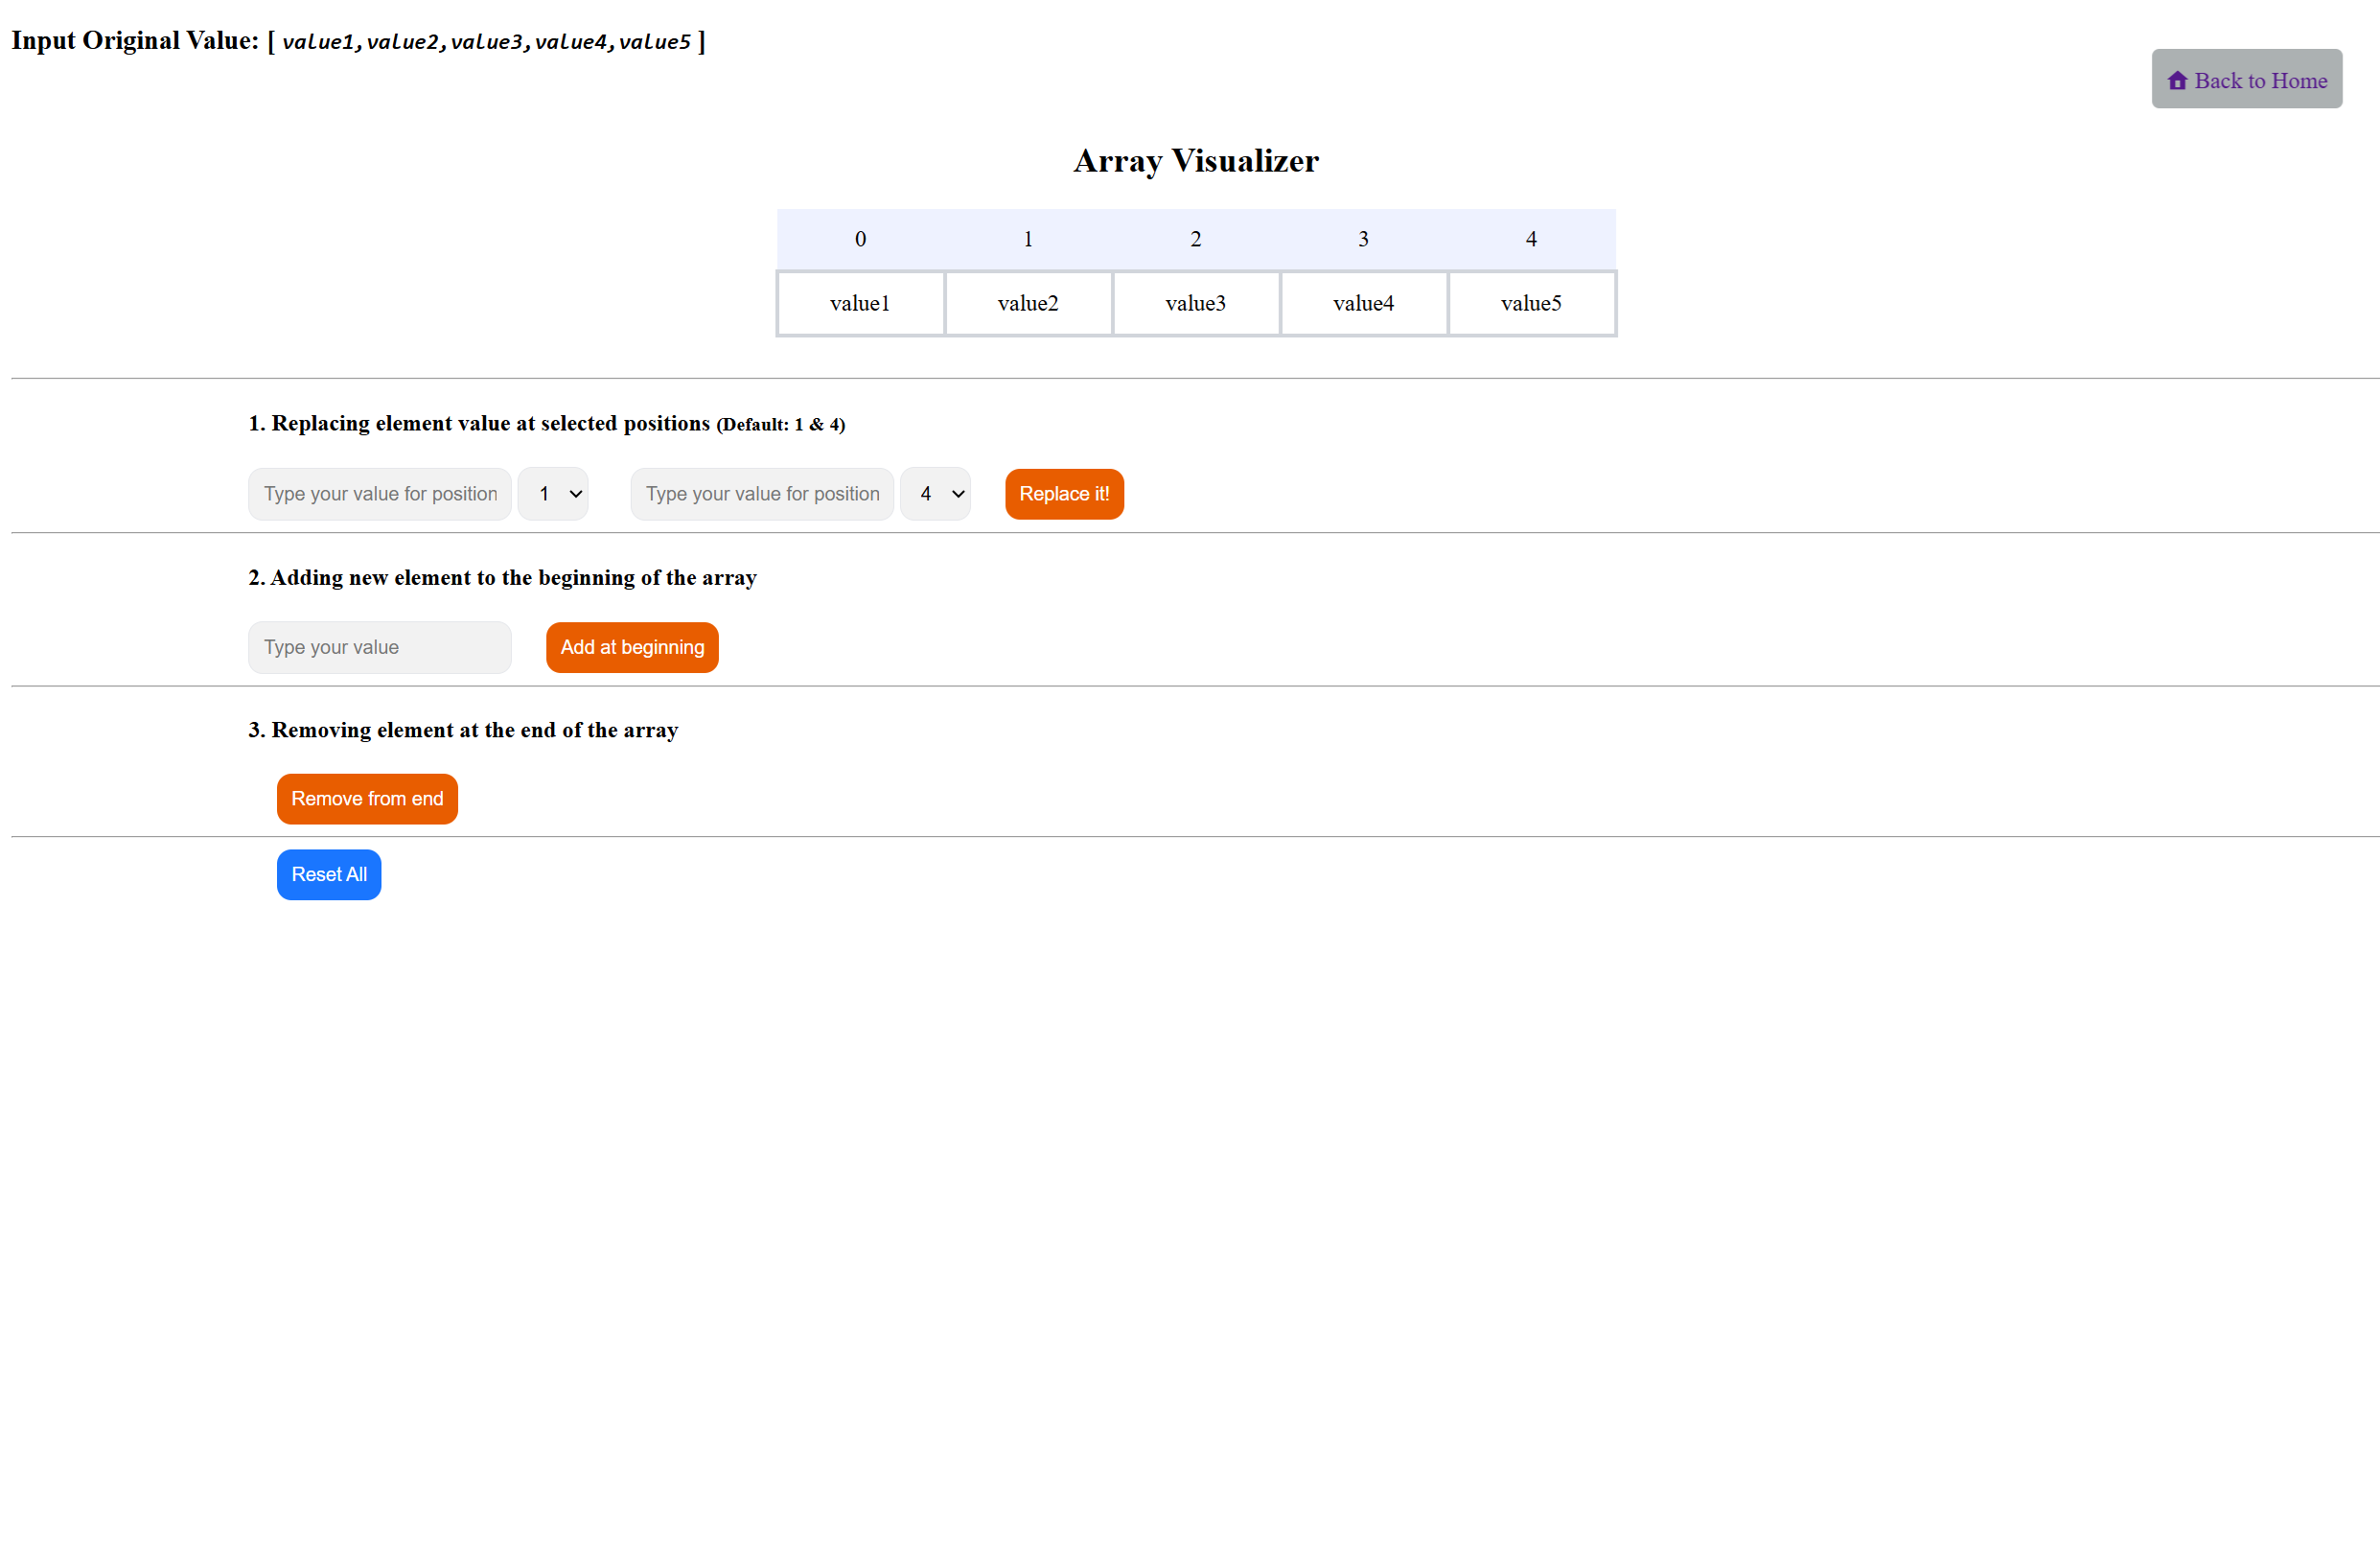 Input Original Value: [ value1,value2,value3,value4,value5 ]
Back to Home
Array Visualizer
0 1 2 3 4
value1 value2 value3 value4 value5
1. Replacing element value at selected positions (Default: 1 & 4)
Type your value for position 1 Type your value for position 4 Replace it!
2. Adding new element to the beginning of the array
Type your value Add at beginning
3. Removing element at the end of the array
Remove from end
Reset All